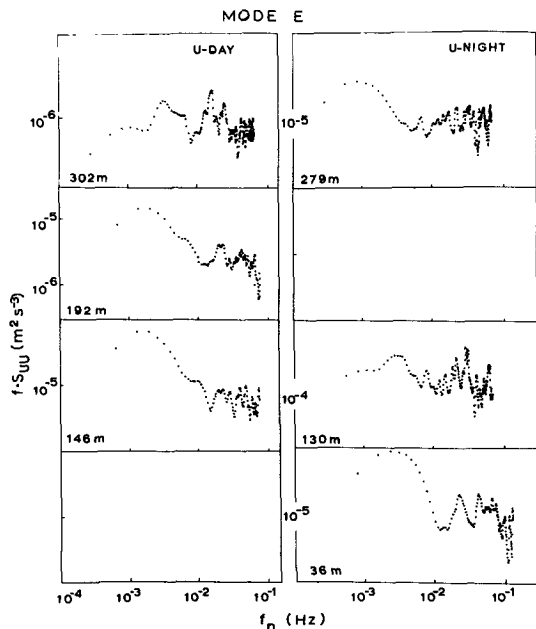 MODE E
U-DAY
U-NIGHT
10⁻⁶
302m
10⁻⁵
279m
10⁻⁵
10⁻⁶
192m
10⁻⁵
146m
10⁻⁴
130m
10⁻⁵
36m
f·S_UU (m² s⁻³)
10⁻⁴ 10⁻³ 10⁻² 10⁻¹
10⁻³ 10⁻² 10⁻¹
f_n (Hz)